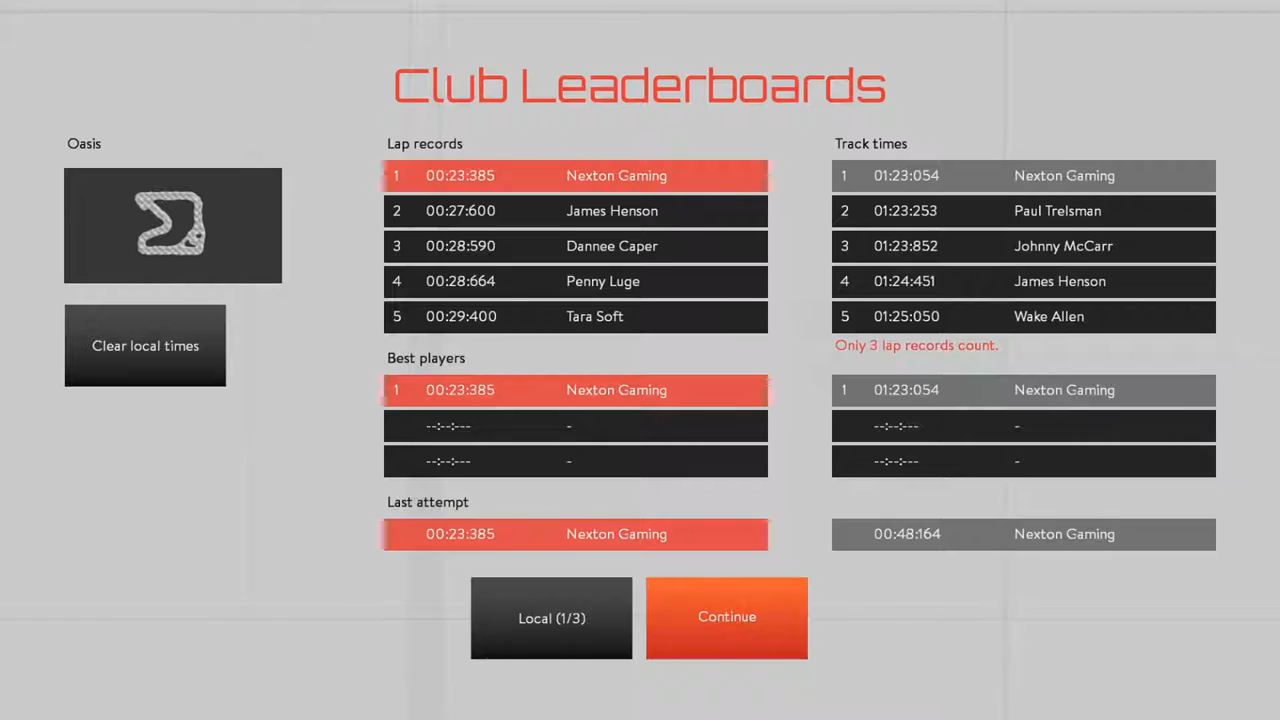 Club Leaderboards
Oasis
Clear local times
Lap records
1 00:23:385 Nexton Gaming
2 00:27:600 James Henson
3 00:28:590 Dannee Caper
4 00:28:664 Penny Luge
5 00:29:400 Tara Soft
Best players
1 00:23:385 Nexton Gaming
--:--:--- -
--:--:--- -
Last attempt
00:23:385 Nexton Gaming
Track times
1 01:23:054 Nexton Gaming
2 01:23:253 Paul Trelsman
3 01:23:852 Johnny McCarr
4 01:24:451 James Henson
5 01:25:050 Wake Allen
Only 3 lap records count.
1 01:23:054 Nexton Gaming
--:--:--- -
--:--:--- -
00:48:164 Nexton Gaming
Local (1/3)
Continue